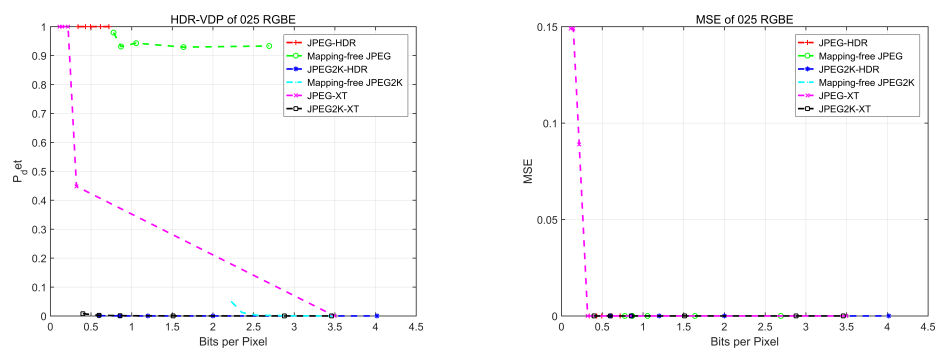 HDR-VDP of 025 RGBE
1
0.9
0.8
0.7
0.6
0.5
0.4
0.3
0.2
0.1
0
P_det
JPEG-HDR
Mapping-free JPEG
JPEG2K-HDR
Mapping-free JPEG2K
JPEG-XT
JPEG2K-XT
0 0.5 1 1.5 2 2.5 3 3.5 4 4.5
Bits per Pixel
MSE of 025 RGBE
0.15
0.1
0.05
0
MSE
JPEG-HDR
Mapping-free JPEG
JPEG2K-HDR
Mapping-free JPEG2K
JPEG-XT
JPEG2K-XT
0 0.5 1 1.5 2 2.5 3 3.5 4 4.5
Bits per Pixel